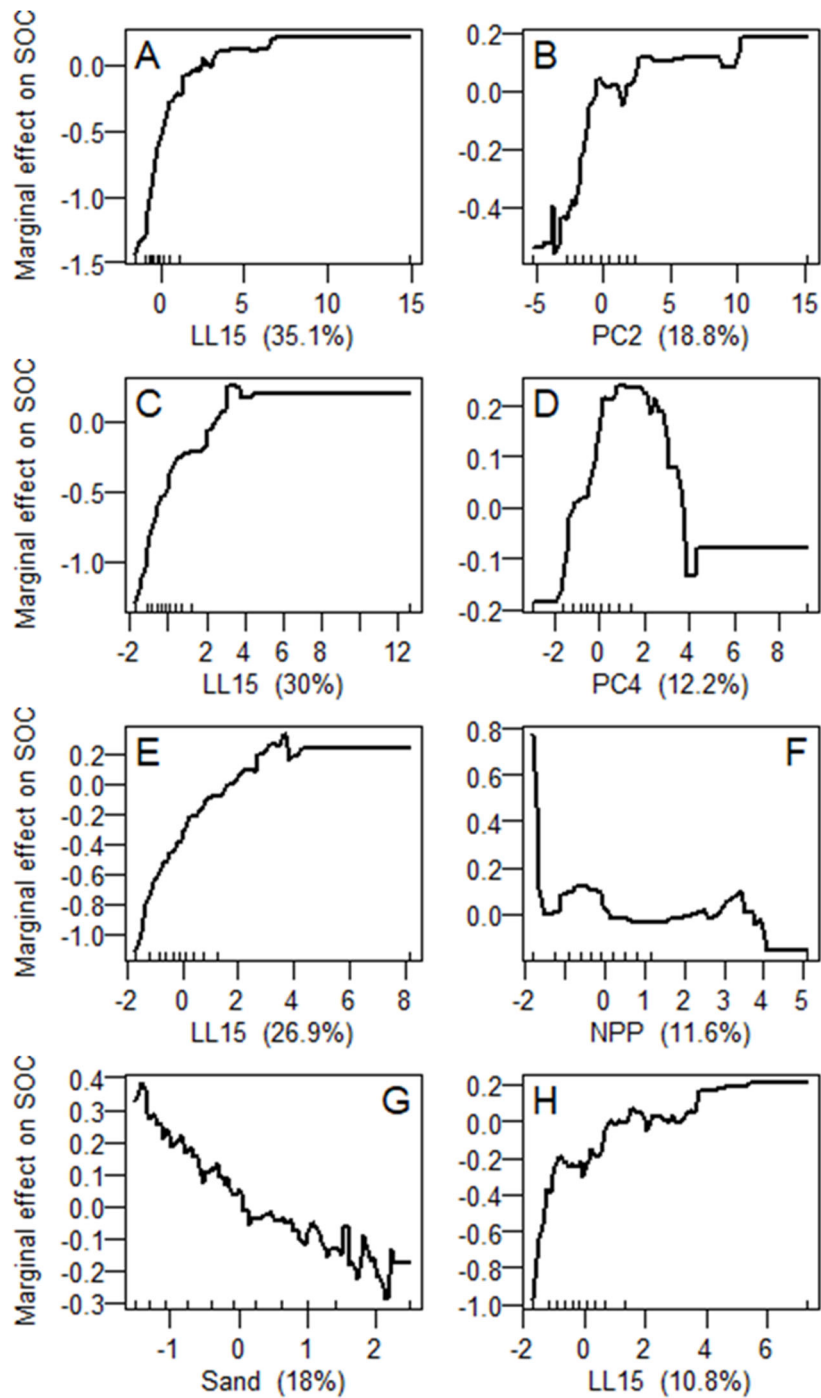 A
Marginal effect on SOC
0.0
-0.5
-1.0
-1.5
0 5 10 15
LL15 (35.1%)
B
0.2
0.0
-0.2
-0.4
-5 0 5 10 15
PC2 (18.8%)
C
Marginal effect on SOC
0.0
-0.5
-1.0
-2 0 2 4 6 8 12
LL15 (30%)
D
0.2
0.1
0.0
-0.1
-0.2
-2 0 2 4 6 8
PC4 (12.2%)
E
Marginal effect on SOC
0.2
0.0
-0.2
-0.4
-0.6
-0.8
-1.0
-2 0 2 4 6 8
LL15 (26.9%)
F
0.8
0.6
0.4
0.2
0.0
-2 0 1 2 3 4 5
NPP (11.6%)
G
Marginal effect on SOC
0.4
0.3
0.2
0.1
0.0
-0.1
-0.2
-0.3
-1 0 1 2
Sand (18%)
H
0.2
0.0
-0.2
-0.4
-0.6
-0.8
-1.0
-2 0 2 4 6
LL15 (10.8%)